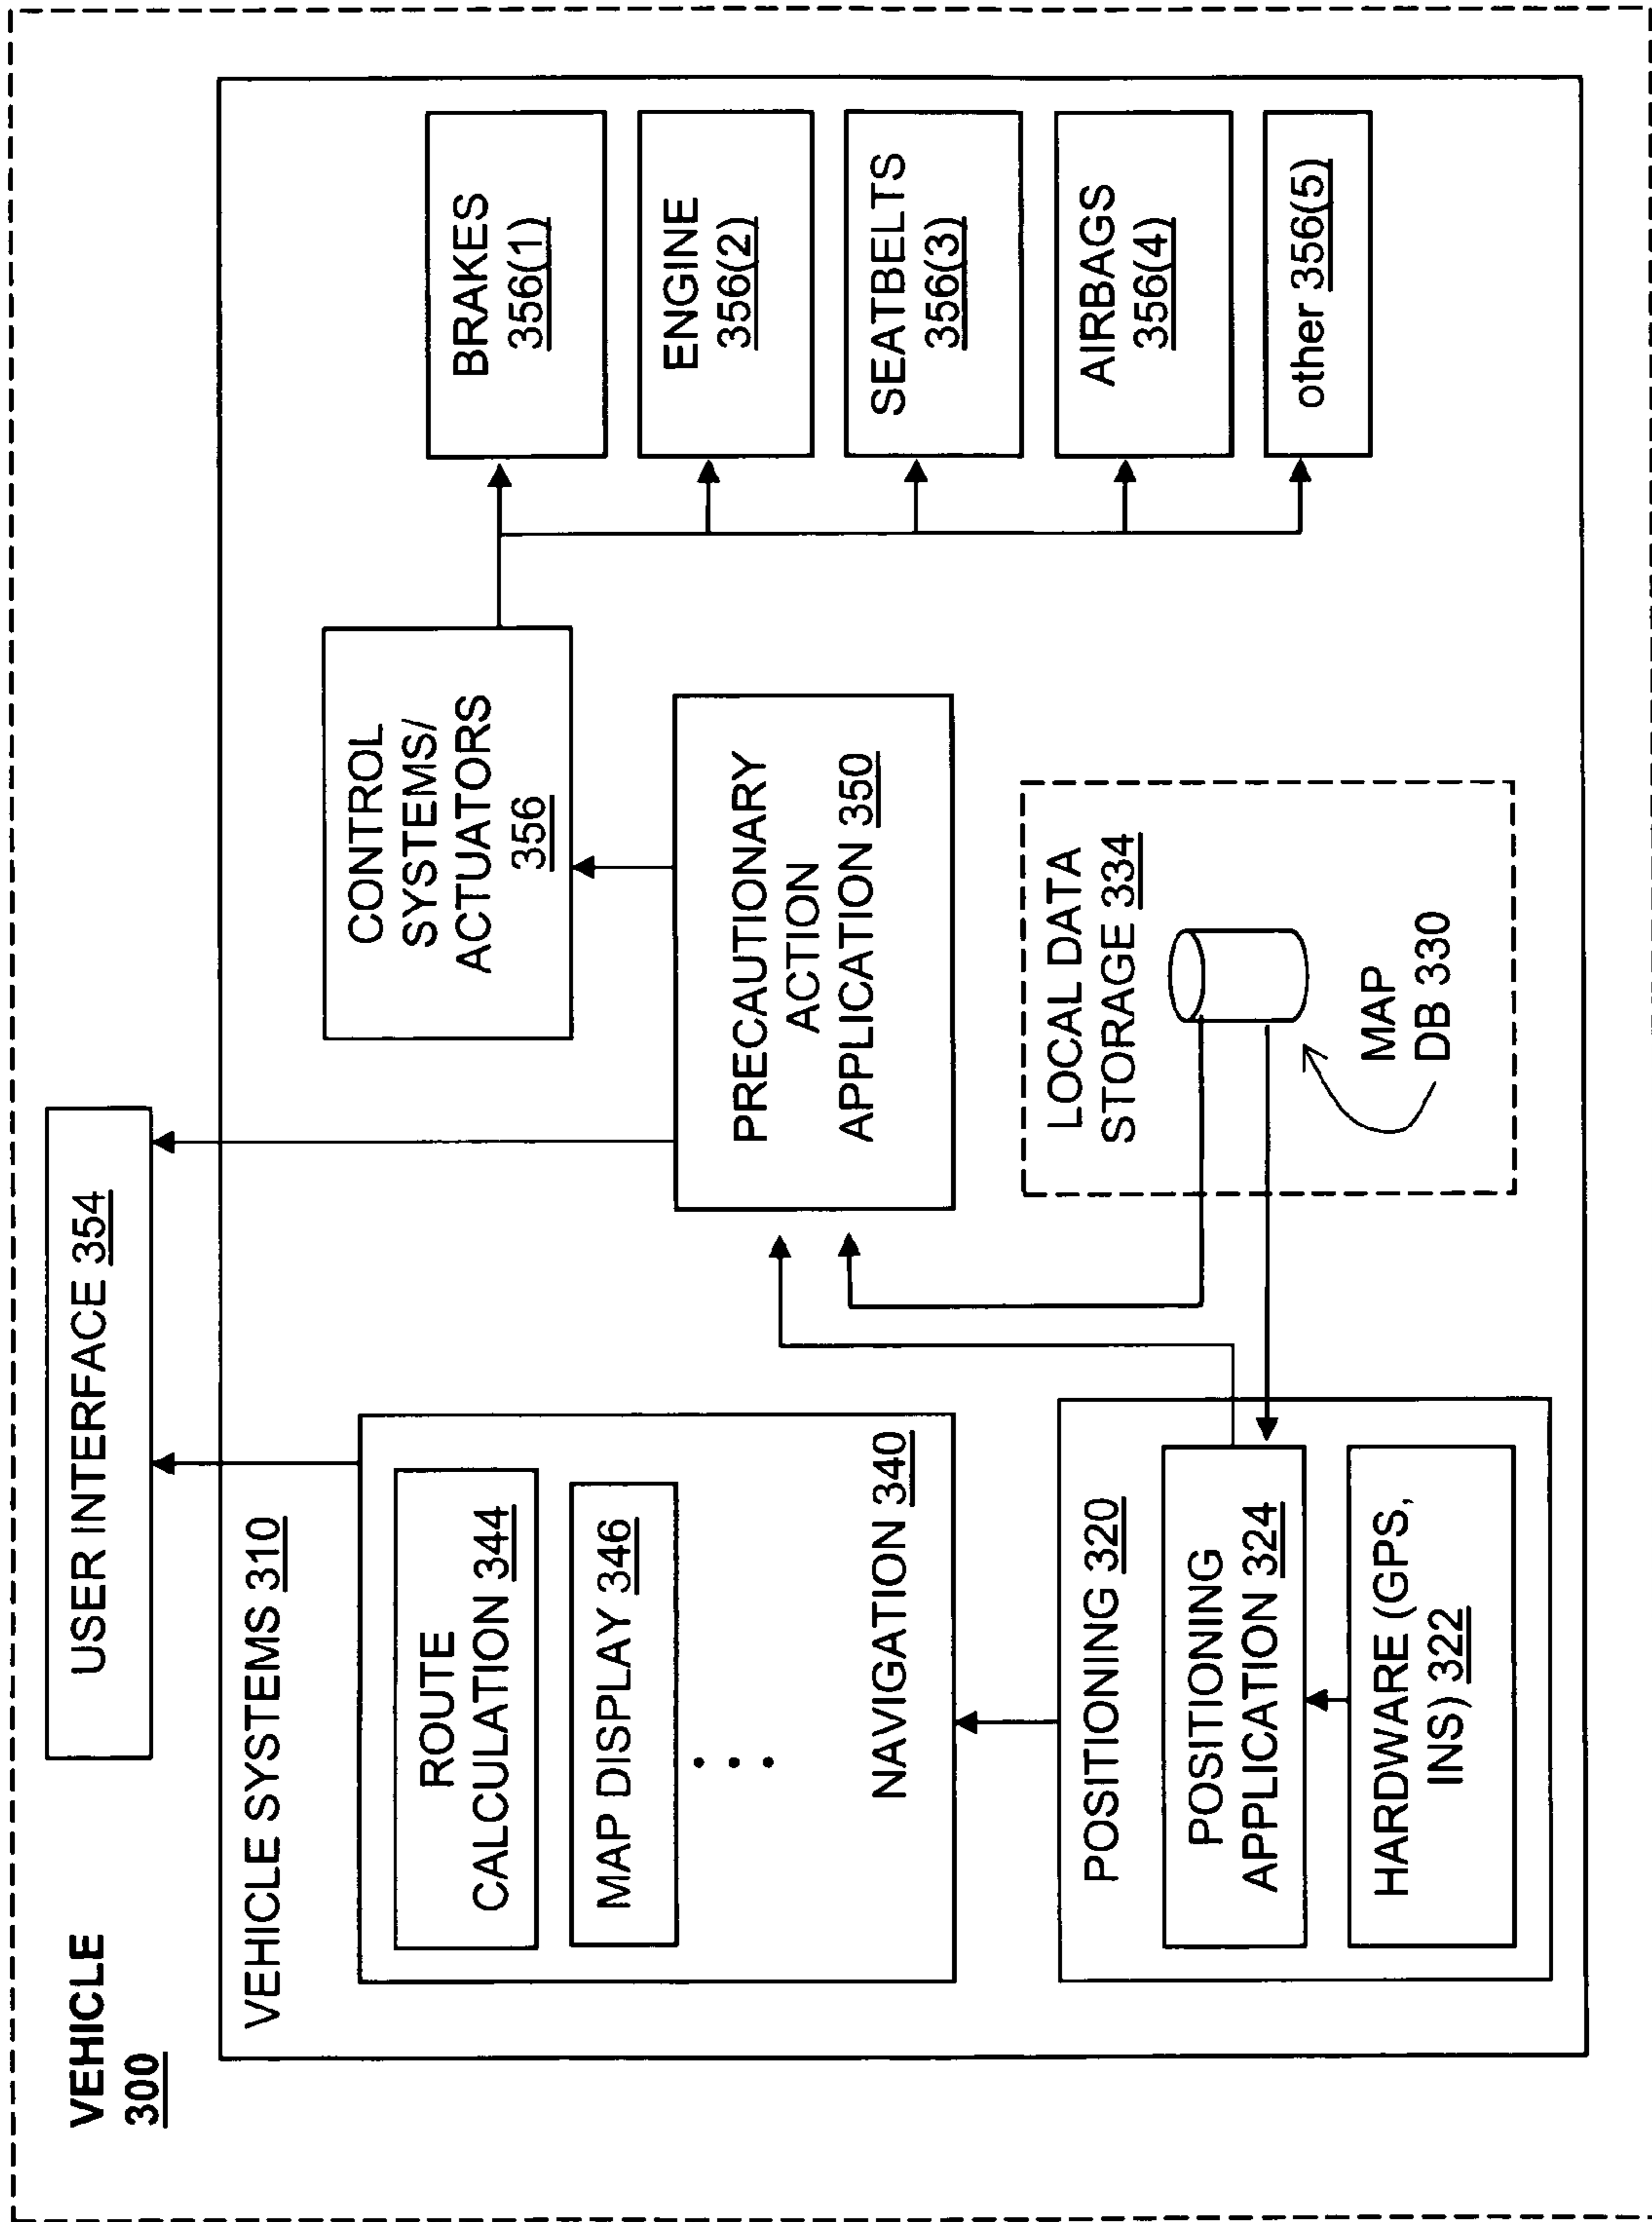 VEHICLE
300
USER INTERFACE 354
VEHICLE SYSTEMS 310
ROUTE
CALCULATION 344
MAP DISPLAY 346
NAVIGATION 340
POSITIONING 320
POSITIONING
APPLICATION 324
HARDWARE (GPS,
INS) 322
PRECAUTIONARY
ACTION
APPLICATION 350
LOCAL DATA
STORAGE 334
MAP
DB 330
CONTROL
SYSTEMS/
ACTUATORS
356
BRAKES
356(1)
ENGINE
356(2)
SEATBELTS
356(3)
AIRBAGS
356(4)
other 356(5)